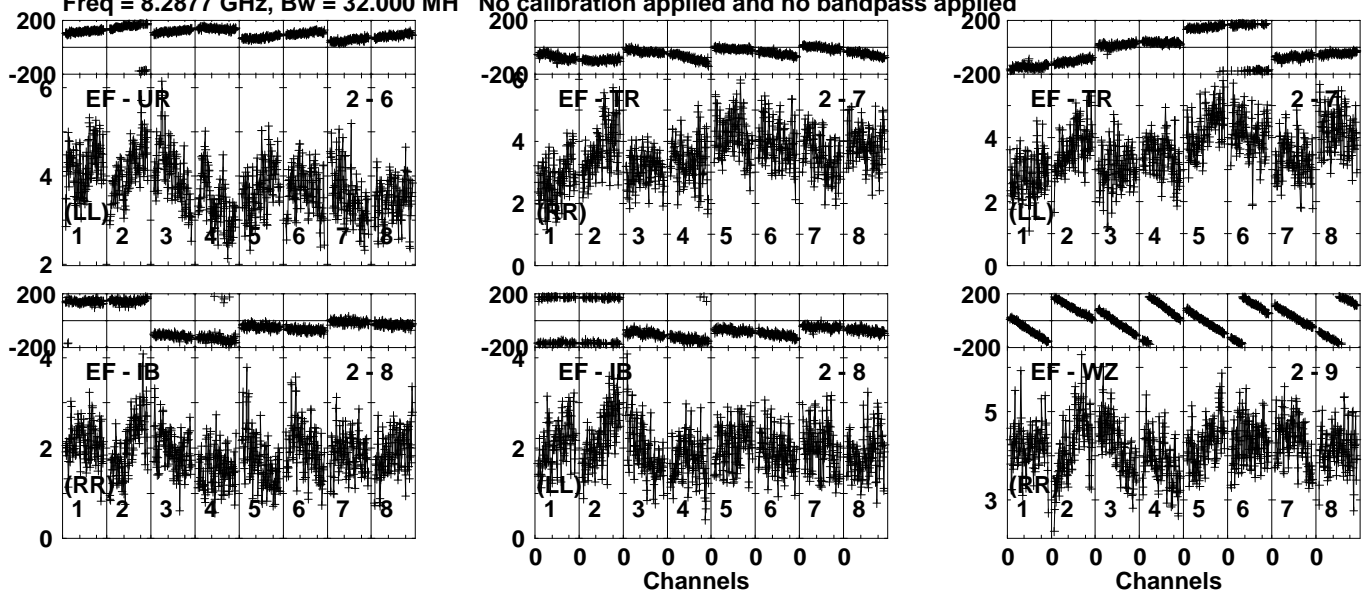 Freq = 8.2877 GHz, Bw = 32.000 MH No calibration applied and no bandpass applied
200
-200
6
4
2
EF - UR 2 - 6
(LL)
1 2 3 4 5 6 7 8
6
4
2
0
EF - TR 2 - 7
(RR)
1 2 3 4 5 6 7 8
200
-200
4
2
0
EF - TR 2 - 7
(LL)
1 2 3 4 5 6 7 8
200
-200
4
2
0
EF - IB 2 - 8
(RR)
1 2 3 4 5 6 7 8
200
-200
4
2
0
EF - IB 2 - 8
(LL)
1 2 3 4 5 6 7 8
0 0 0 0 0 0 0 0
Channels
200
-200
5
3
EF - WZ 2 - 9
(RR
1 2 3 4 5 6 7 8
0 0 0 0 0 0 0 0
Channels